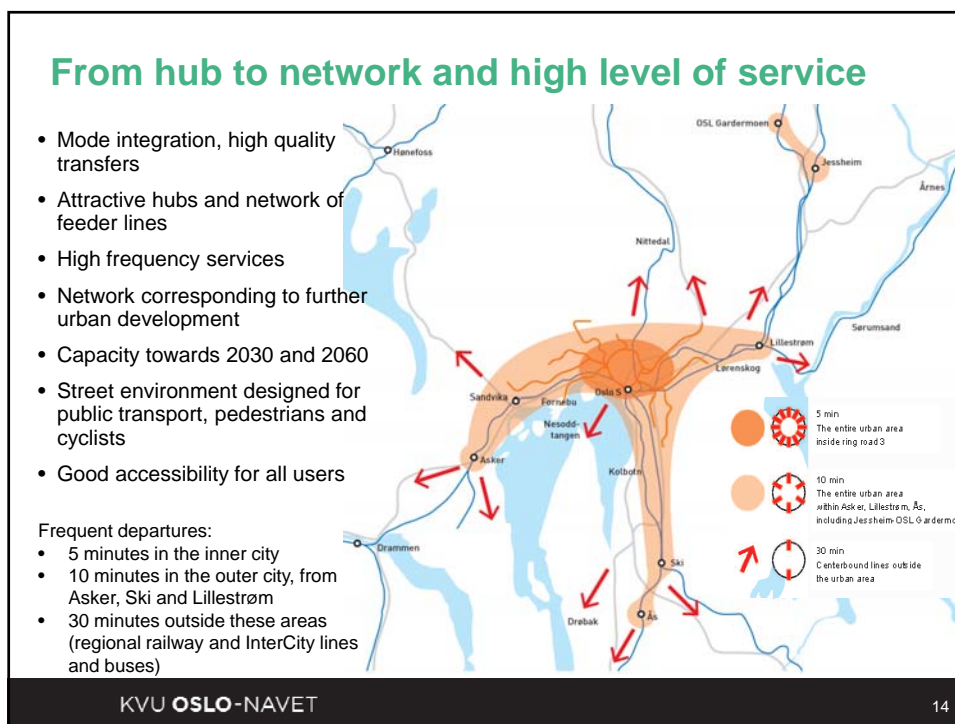 From hub to network and high level of service
• Mode integration, high quality
transfers
• Attractive hubs and network of
feeder lines
• High frequency services
• Network corresponding to further
urban development
• Capacity towards 2030 and 2060
• Street environment designed for
public transport, pedestrians and
cyclists
• Good accessibility for all users
Frequent departures:
• 5 minutes in the inner city
• 10 minutes in the outer city, from
Asker, Ski and Lillestrøm
• 30 minutes outside these areas
(regional railway and InterCity lines
and buses)
OSL Gardermoen
Hønefoss
Jessheim
Årnes
Nittedal
Sørumsand
Lillestrøm
Lørenskog
Sandvika
Fornebu
Oslo S
Nesodd-
tangen
Asker
Kolbotn
Drammen
Ski
Drøbak
Ås
5 min
The entire urban area
inside ring road 3
10 min
The entire urban area
within Asker, Lillestrøm, Ås,
including Jessheim-OSL Gardermo
30 min
Centerbound lines outside
the urban area
KVU OSLO-NAVET
14